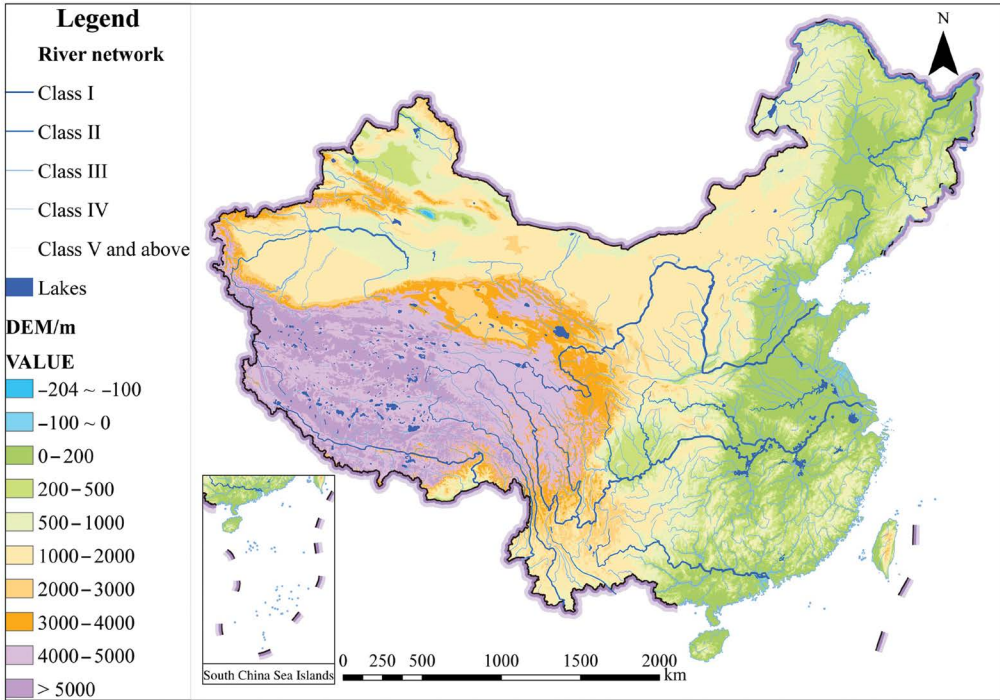 Legend
River network
Class I
Class II
Class III
Class IV
Class V and above
Lakes
DEM/m
VALUE
−204 ~ −100
−100 ~ 0
0−200
200−500
500−1000
1000−2000
2000−3000
3000−4000
4000−5000
> 5000
N
South China Sea Islands
0 250 500 1000 1500 2000
km